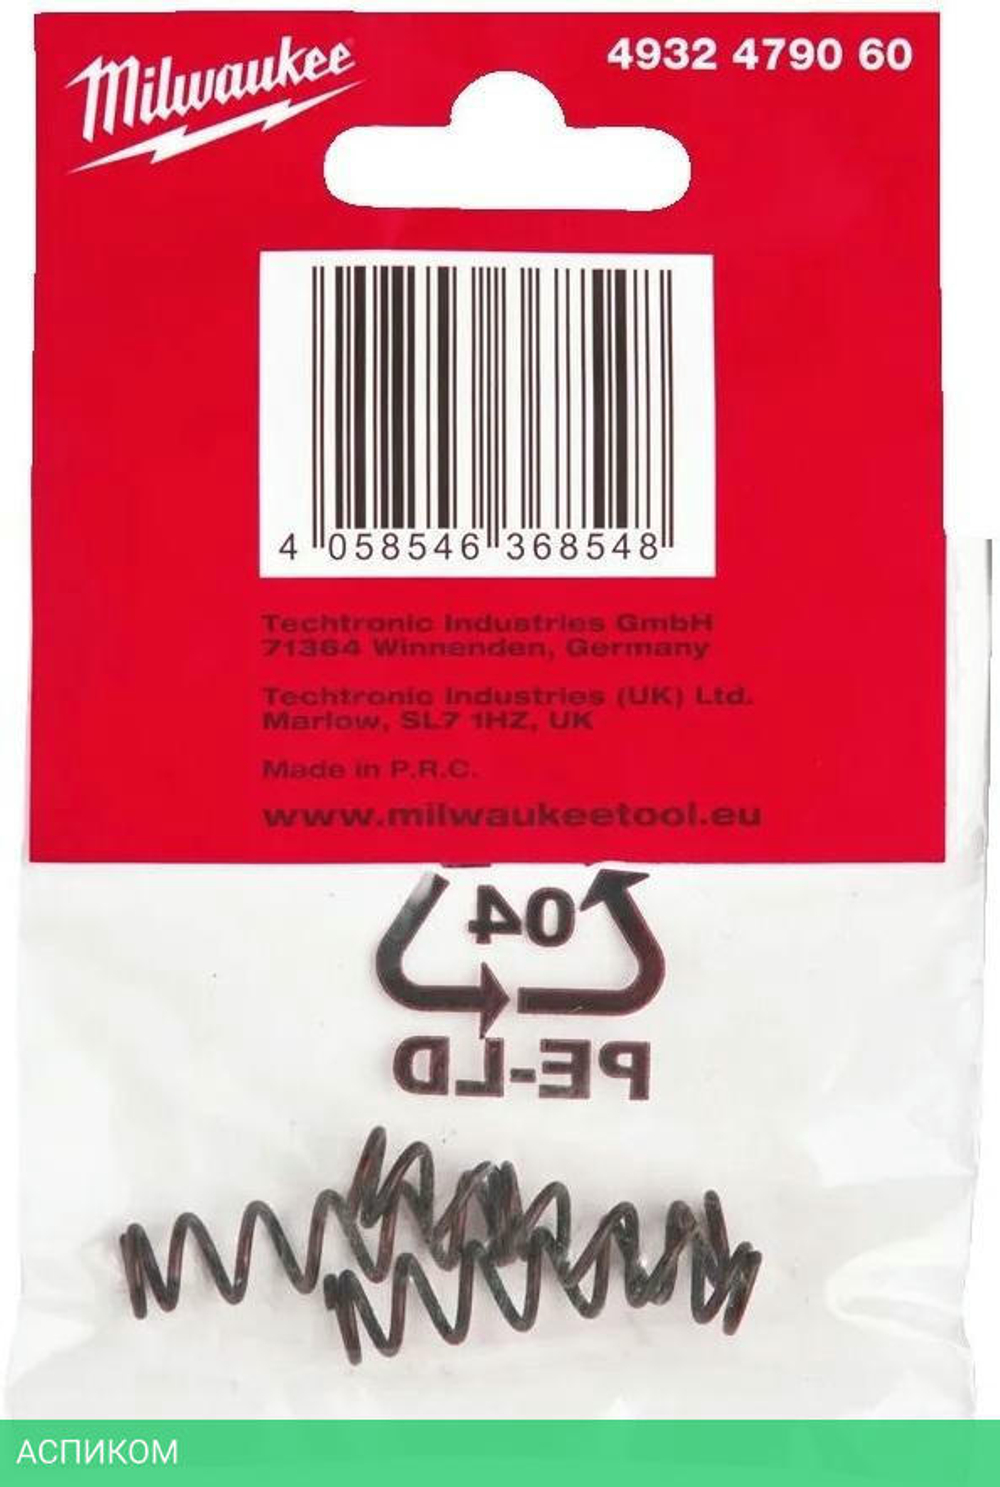 Milwaukee
4932 4790 60
4 058546 368548
Techtronic Industries GmbH
71364 Winnenden, Germany
Techtronic Industries (UK) Ltd.
Marlow, SL7 1HZ, UK
Made in P.R.C.
www.milwaukeetool.eu
04
PE-LD
АСПИКОМ